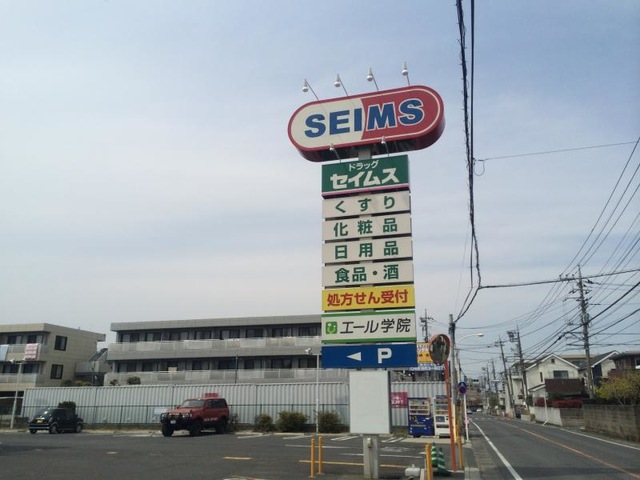 SEIMS
ドラッグ
セイムス
くすり
化粧品
日用品
食品・酒
処方せん受付
エール学院
P